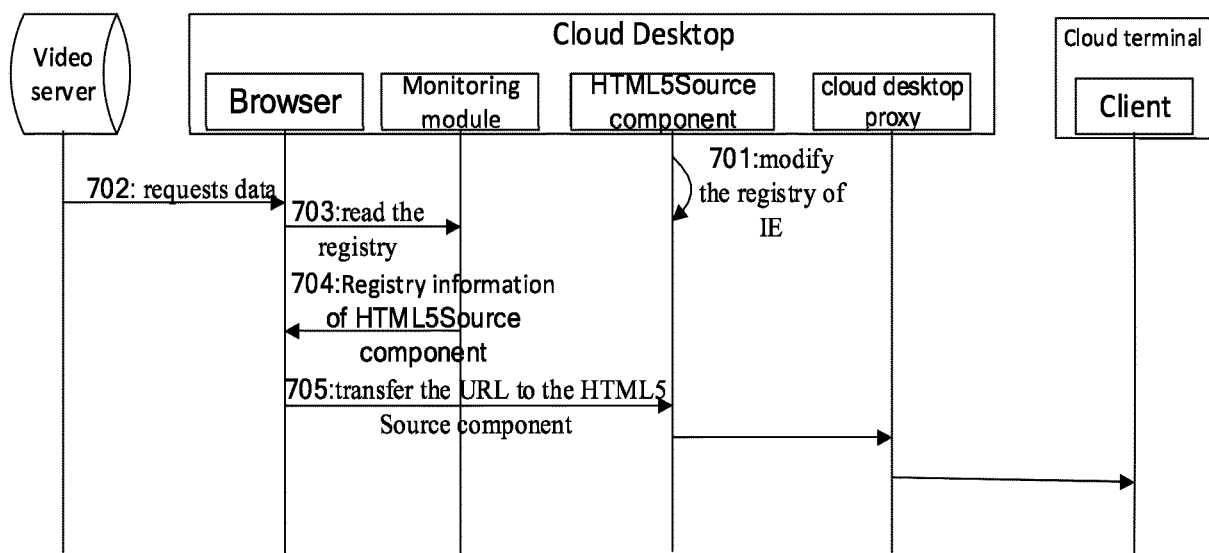 Video
server
Cloud Desktop
Browser
Monitoring
module
HTML5Source
component
cloud desktop
proxy
Cloud terminal
Client
701:modify
the registry of
IE
702: requests data
703:read the
registry
704:Registry information
of HTML5Source
component
705:transfer the URL to the HTML5
Source component